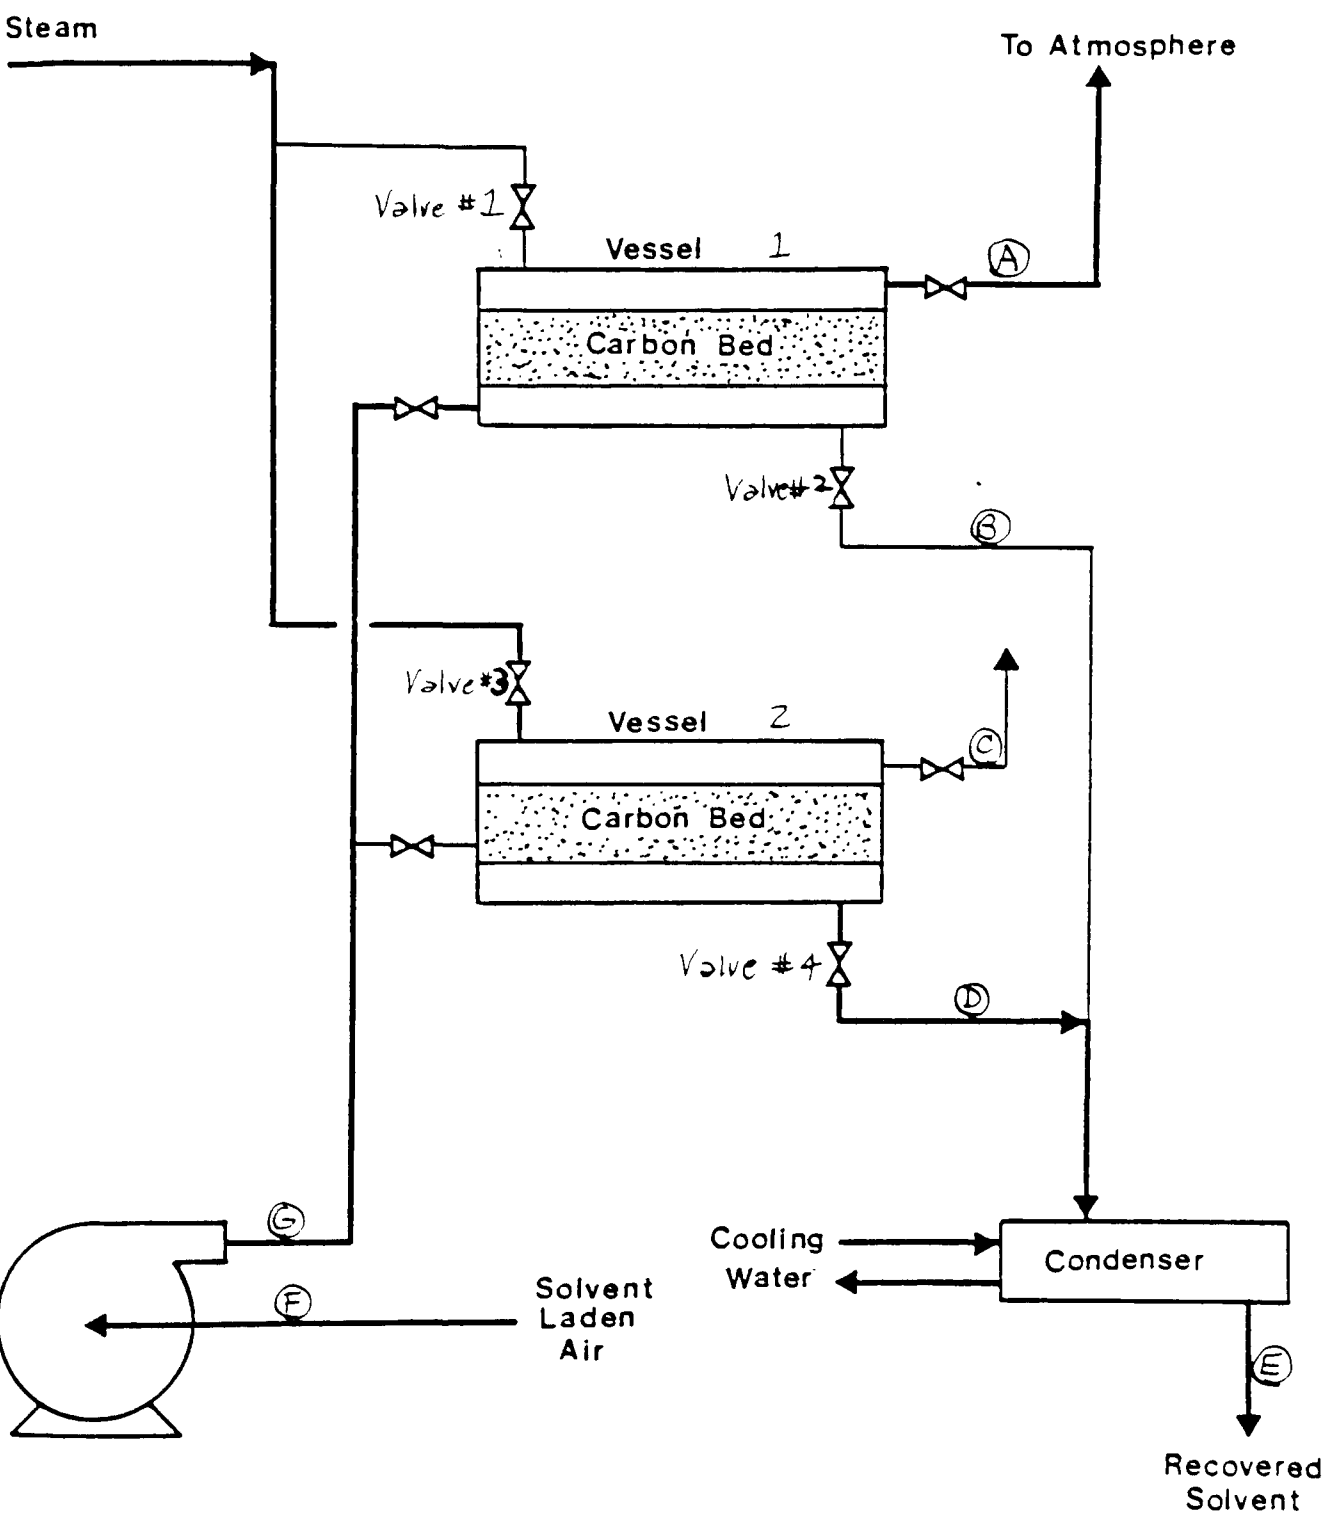 Steam
To Atmosphere
Valve #1
Vessel 1
A
Carbon Bed
Valve#2
B
Valve #3
Vessel 2
C
Carbon Bed
Valve #4
D
G
Cooling
Water
Condenser
F
Solvent
Laden
Air
E
Recovered
Solvent